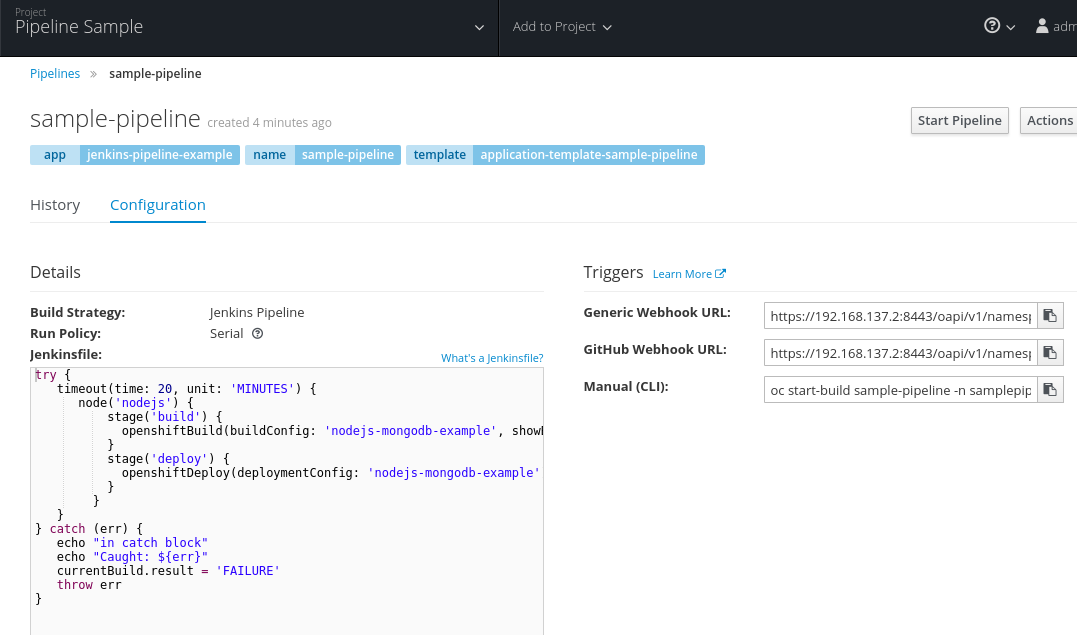 Project
Pipeline Sample
Add to Project
adm
Pipelines » sample-pipeline
sample-pipeline created 4 minutes ago
Start Pipeline
Actions
app jenkins-pipeline-example name sample-pipeline template application-template-sample-pipeline
History Configuration
Details
Build Strategy: Jenkins Pipeline
Run Policy: Serial
Jenkinsfile: What's a Jenkinsfile?
try {
   timeout(time: 20, unit: 'MINUTES') {
      node('nodejs') {
          stage('build') {
            openshiftBuild(buildConfig: 'nodejs-mongodb-example', show
          }
          stage('deploy') {
            openshiftDeploy(deploymentConfig: 'nodejs-mongodb-example'
          }
        }
   }
} catch (err) {
   echo "in catch block"
   echo "Caught: ${err}"
   currentBuild.result = 'FAILURE'
   throw err
}
Triggers Learn More
Generic Webhook URL: https://192.168.137.2:8443/oapi/v1/namesp
GitHub Webhook URL: https://192.168.137.2:8443/oapi/v1/namesp
Manual (CLI): oc start-build sample-pipeline -n samplepip